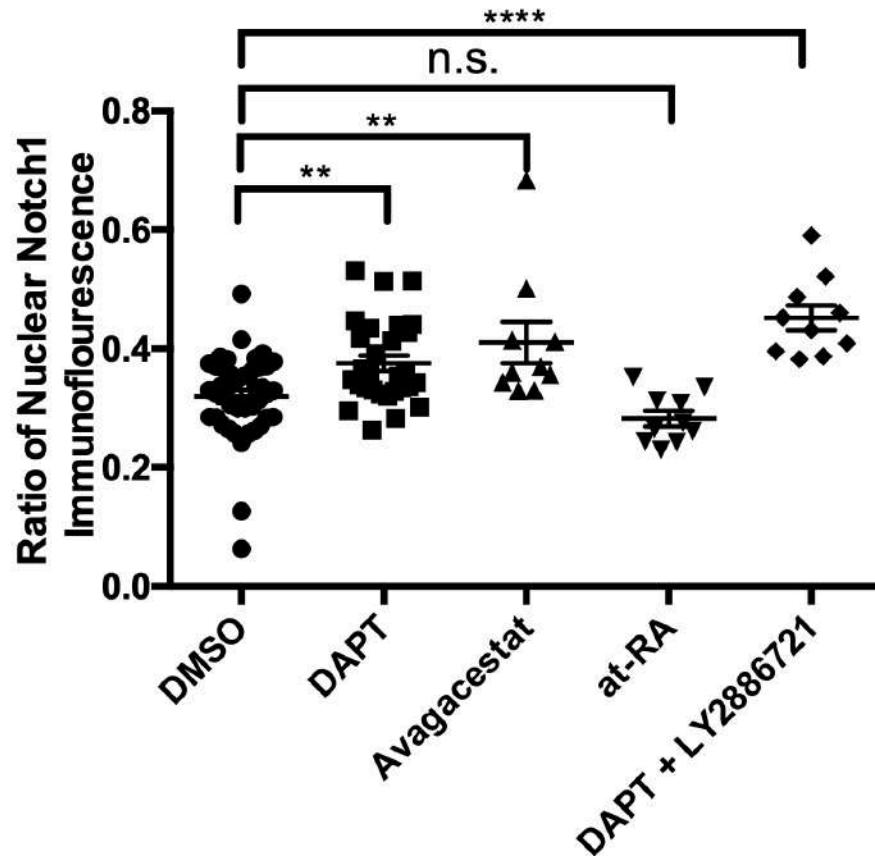 ****
n.s.
**
**
Ratio of Nuclear Notch1
Immunoflourescence
0.8
0.6
0.4
0.2
0.0
DMSO
DAPT
Avagacestat
at-RA
DAPT + LY2886721